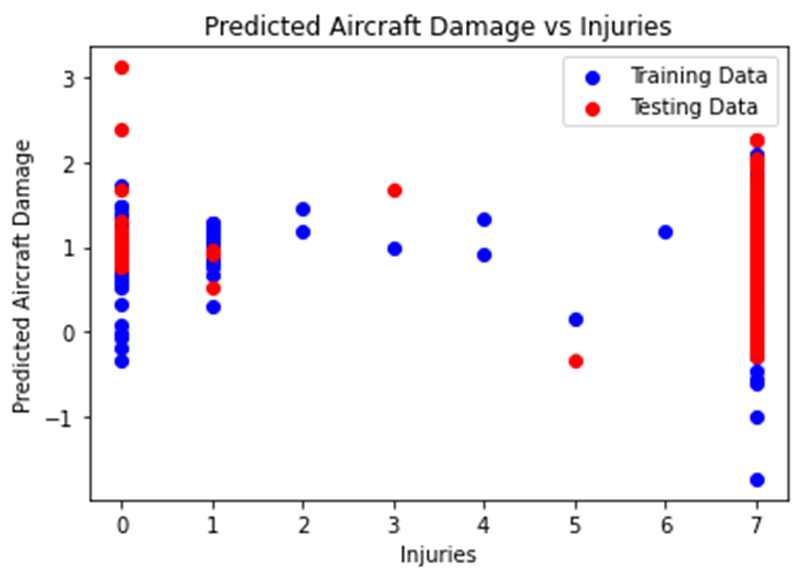 Predicted Aircraft Damage vs Injuries
Training Data
Testing Data
Predicted Aircraft Damage
3
2
1
0
−1
0 1 2 3 4 5 6 7
Injuries